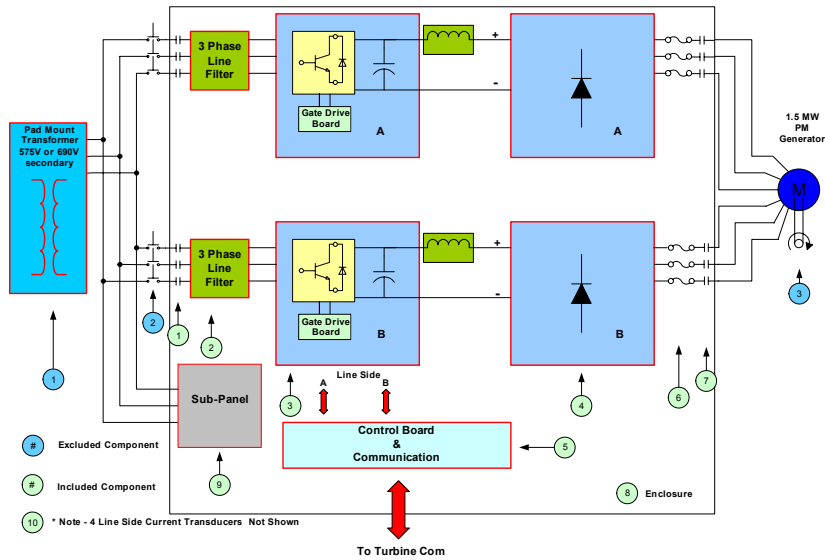 3 Phase
Line
Filter
Gate Drive
Board
A
+
-
A
1.5 MW
PM
Generator
M
Pad Mount
Transformer
575V or 690V
secondary
3 Phase
Line
Filter
Gate Drive
Board
B
+
-
B
1
2
1
2
3
Line Side
A
B
4
6
7
3
Sub-Panel
9
Control Board
&
Communication
5
# Excluded Component
# Included Component
8 Enclosure
10 * Note - 4 Line Side Current Transducers Not Shown
To Turbine Com